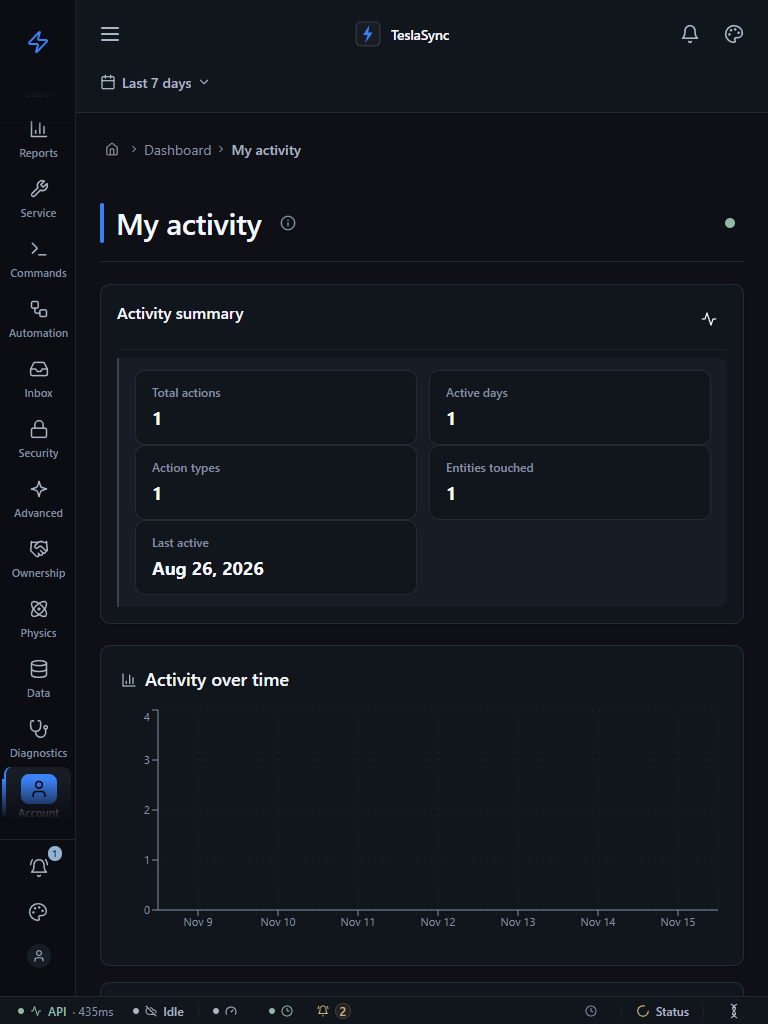 TeslaSync
Last 7 days
Dashboard
My activity
Reports
Service
Commands
Automation
Inbox
Security
Advanced
Ownership
Physics
Data
Diagnostics
Account
1
My activity
Activity summary
Total actions
1
Active days
1
Action types
1
Entities touched
1
Last active
Aug 26, 2026
Activity over time
4
3
2
1
0
Nov 9
Nov 10
Nov 11
Nov 12
Nov 13
Nov 14
Nov 15
API · 435ms
Idle
2
Status